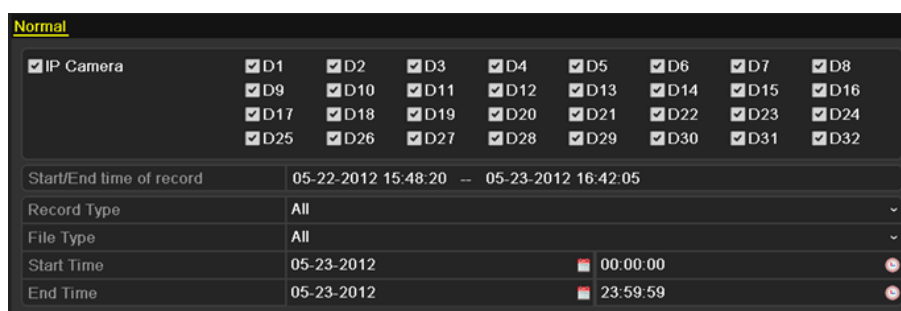 Normal
IP Camera D1 D2 D3 D4 D5 D6 D7 D8
D9 D10 D11 D12 D13 D14 D15 D16
D17 D18 D19 D20 D21 D22 D23 D24
D25 D26 D27 D28 D29 D30 D31 D32
Start/End time of record 05-22-2012 15:48:20 -- 05-23-2012 16:42:05
Record Type All
File Type All
Start Time 05-23-2012 00:00:00
End Time 05-23-2012 23:59:59